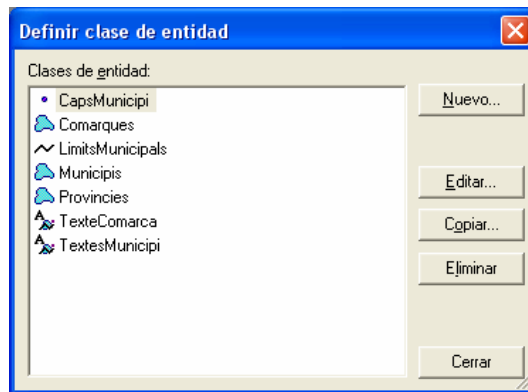 Definir clase de entidad
Clases de entidad:
CapsMunicipi
Comarques
LimitsMunicipals
Municipis
Provincies
TexteComarca
TextesMunicipi
Nuevo...
Editar...
Copiar...
Eliminar
Cerrar